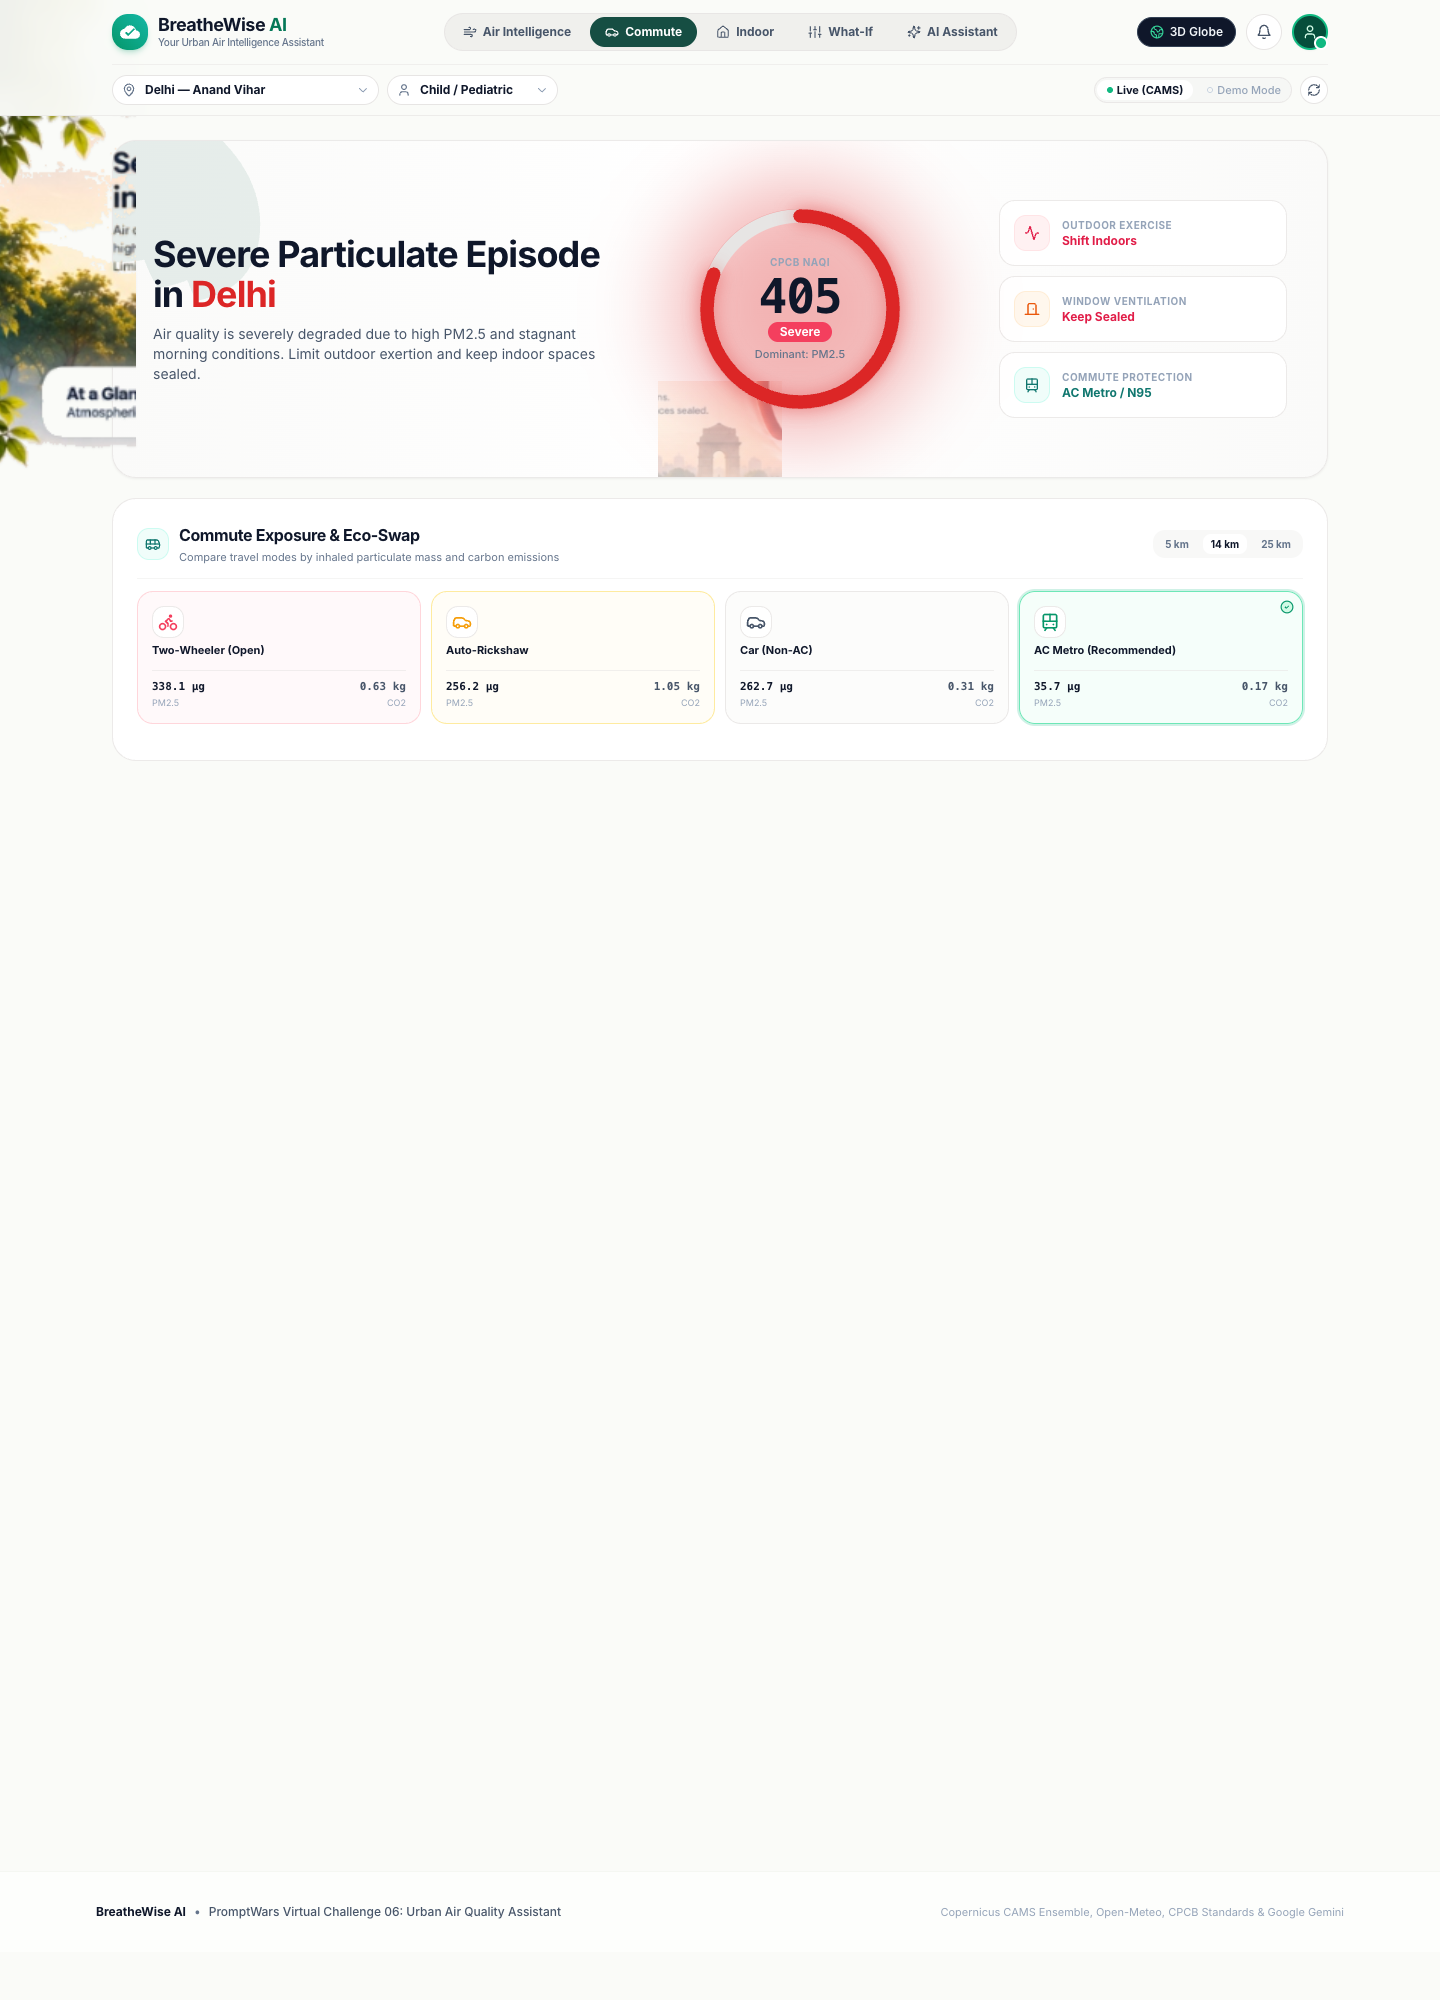 BreatheWise AI
Your Urban Air Intelligence Assistant
Air Intelligence
Commute
Indoor
What-If
AI Assistant
3D Globe
Delhi — Anand Vihar
Child / Pediatric
Live (CAMS)
Demo Mode
in
Severe Particulate Episode
in Delhi
Air quality is severely degraded due to high PM2.5 and stagnant
morning conditions. Limit outdoor exertion and keep indoor spaces
sealed.
At a Glan
Atmospheri
CPCB NAQI
405
Severe
Dominant: PM2.5
ns.
ces sealed.
OUTDOOR EXERCISE
Shift Indoors
WINDOW VENTILATION
Keep Sealed
COMMUTE PROTECTION
AC Metro / N95
Commute Exposure & Eco-Swap
Compare travel modes by inhaled particulate mass and carbon emissions
5 km
14 km
25 km
Two-Wheeler (Open)
338.1 µg
0.63 kg
PM2.5
CO2
Auto-Rickshaw
256.2 µg
1.05 kg
PM2.5
CO2
Car (Non-AC)
262.7 µg
0.31 kg
PM2.5
CO2
AC Metro (Recommended)
35.7 µg
0.17 kg
PM2.5
CO2
BreatheWise AI • PromptWars Virtual Challenge 06: Urban Air Quality Assistant
Copernicus CAMS Ensemble, Open-Meteo, CPCB Standards & Google Gemini